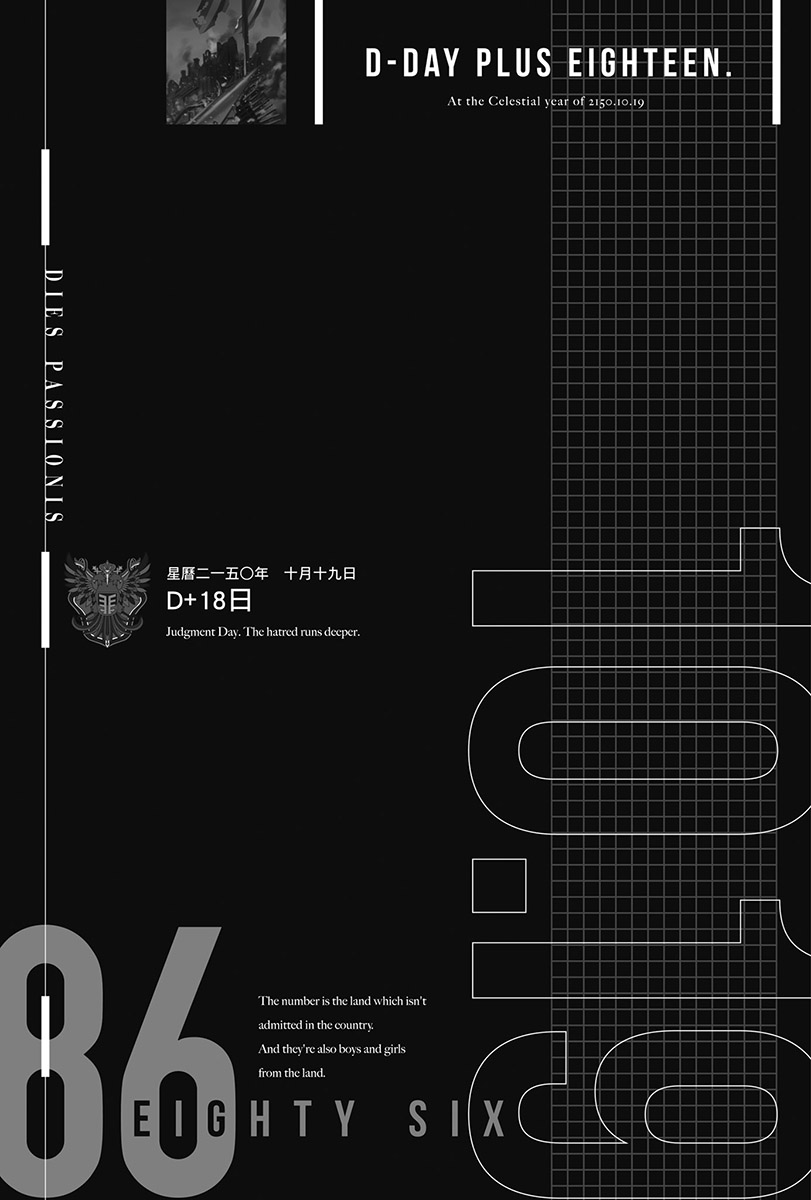 D-DAY PLUS EIGHTEEN.
At the Celestial year of 2150.10.19
DIES PASSIONIS
星曆二一五〇年　十月十九日
D+18日
Judgment Day. The hatred runs deeper.
10.19
86
The number is the land which isn't
admitted in the country.
And they're also boys and girls
from the land.
EIGHTY SIX